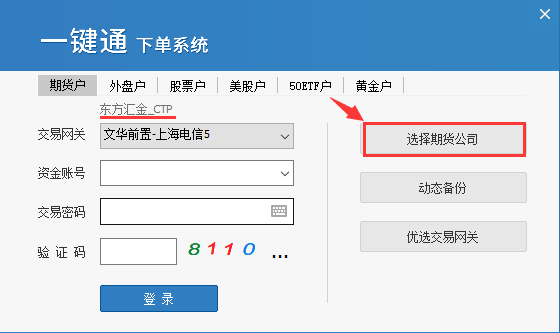 一键通 下单系统
期货户 外盘户 股票户 美股户 50ETF户 黄金户
东方汇金_CTP
交易网关 文华前置-上海电信5 选择期货公司
资金账号 动态备份
交易密码 优选交易网关
验证码 8110 ...
登录